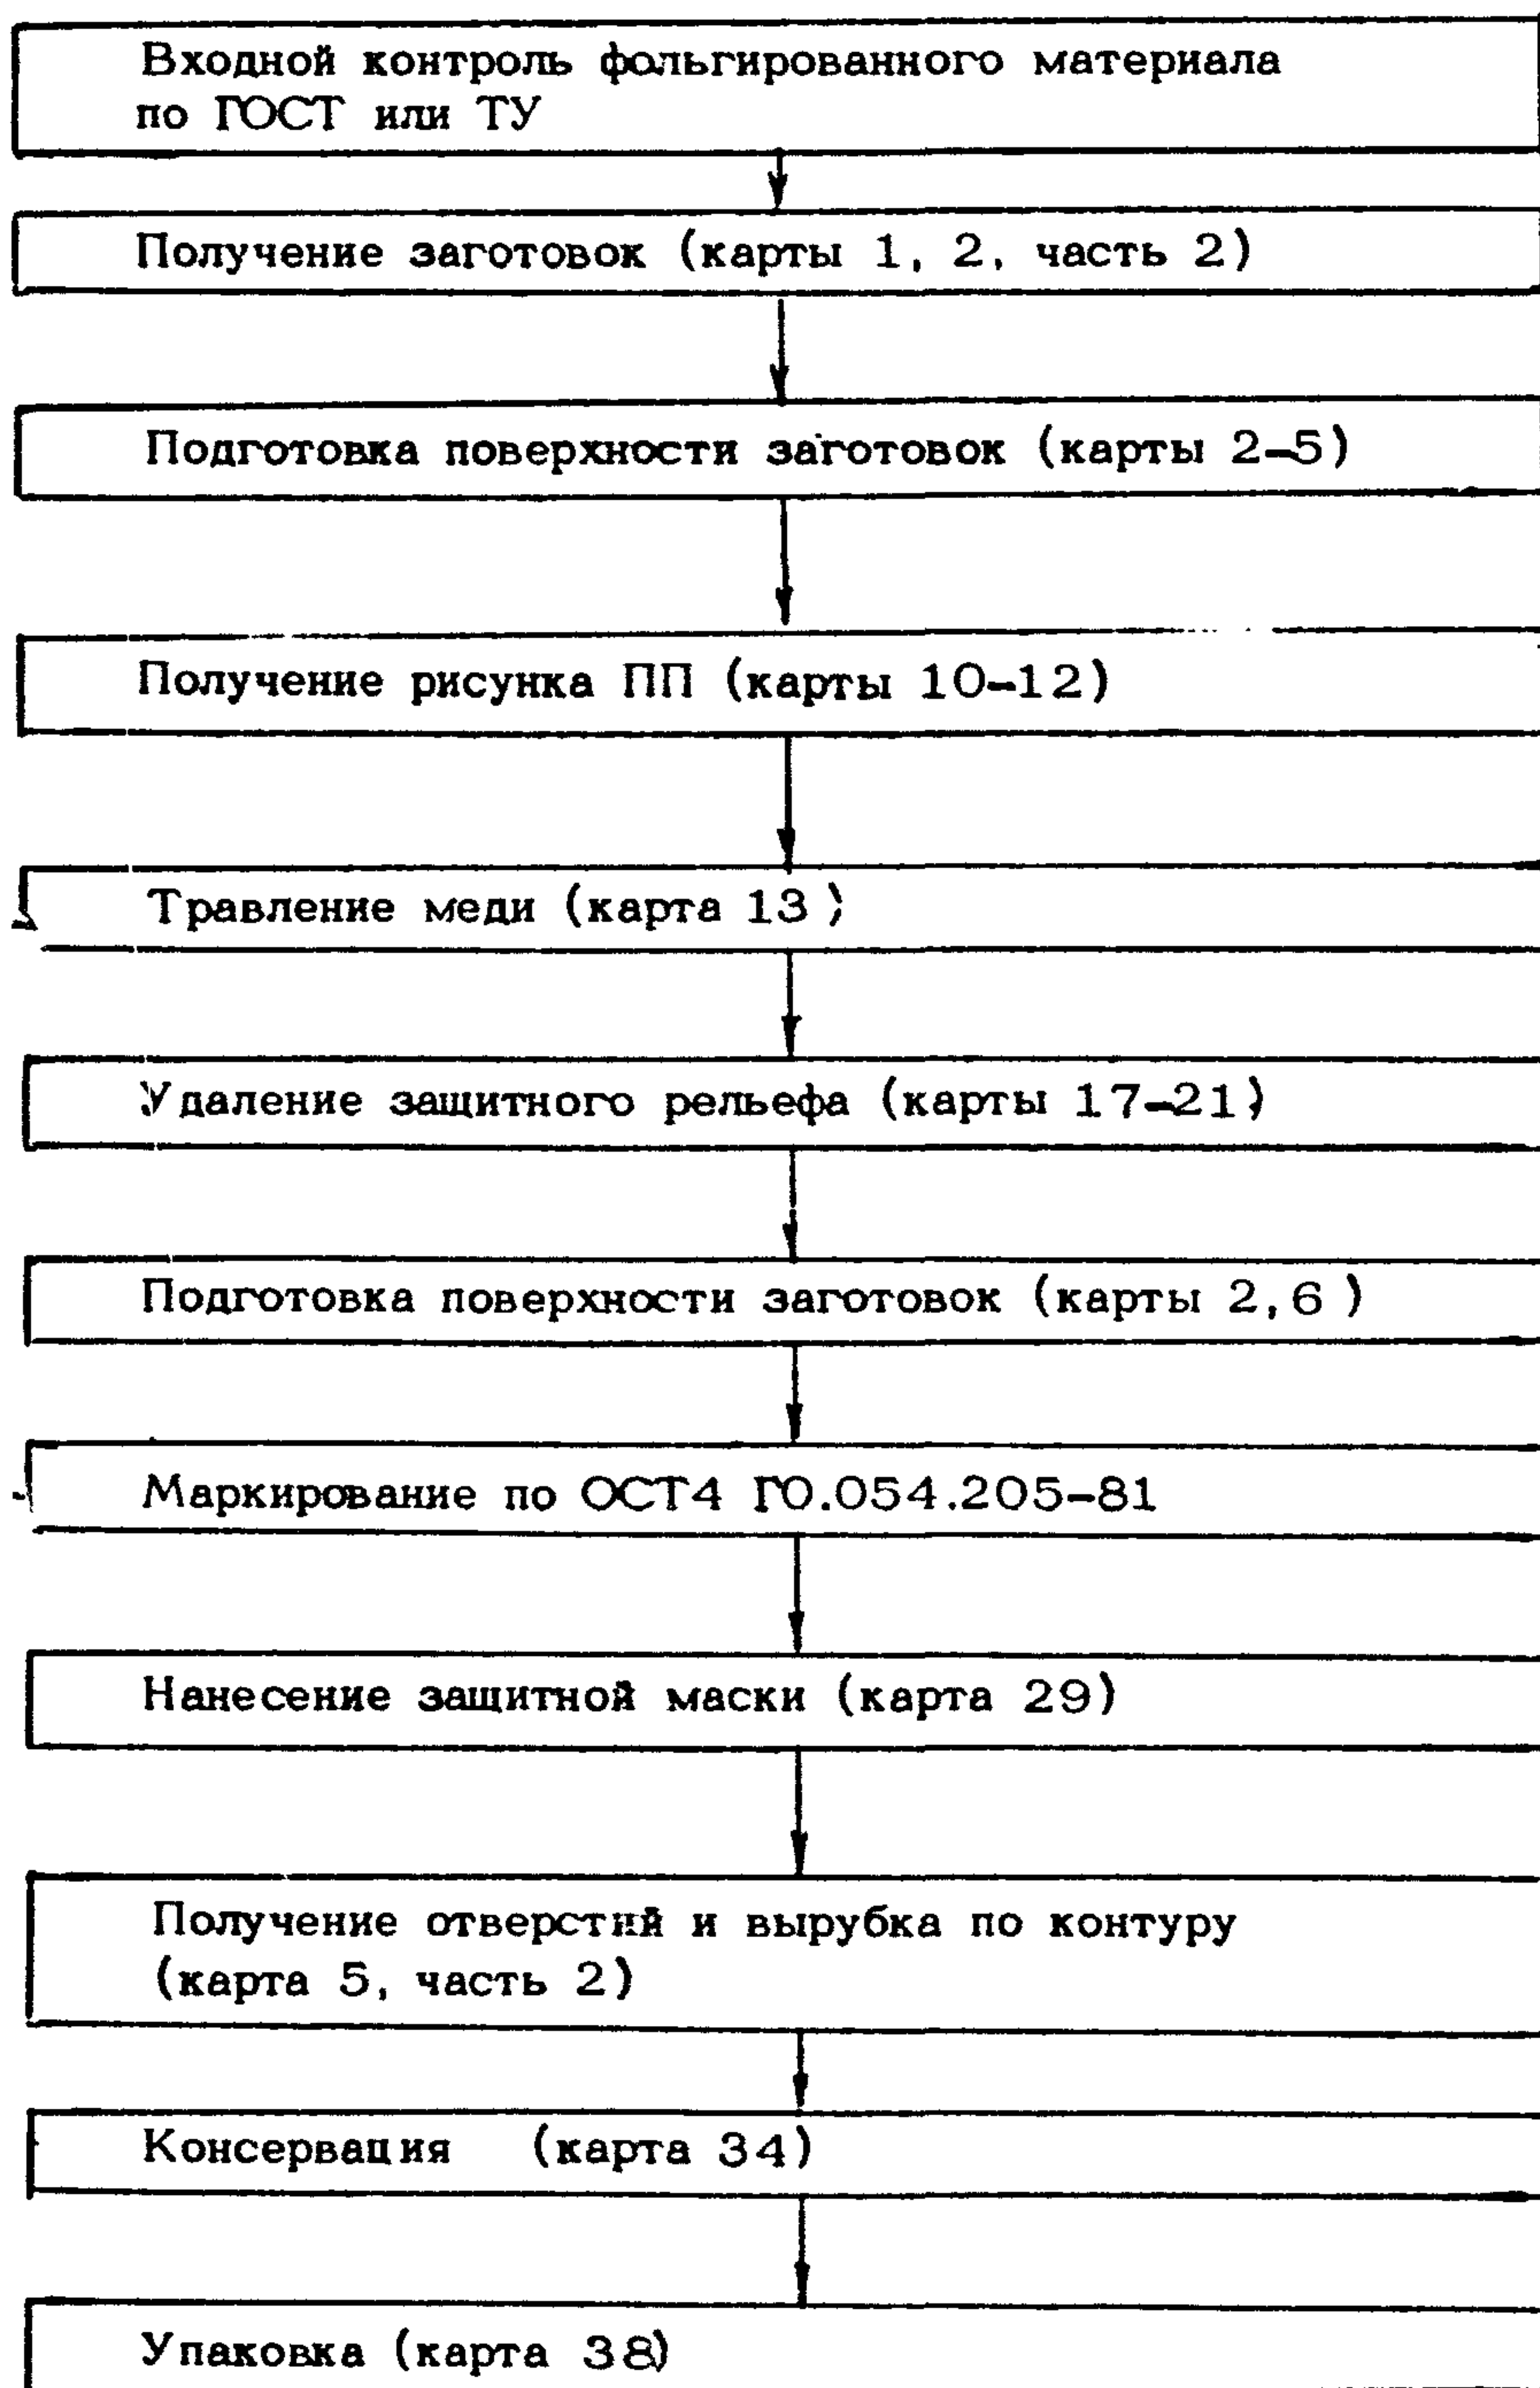 Входной контроль фольгированного материала
по ГОСТ или ТУ
Получение заготовок (карты 1, 2, часть 2)
Подготовка поверхности заготовок (карты 2-5)
Получение рисунка ПП (карты 10-12)
Травление меди (карта 13)
Удаление защитного рельефа (карты 17-21)
Подготовка поверхности заготовок (карты 2,6 )
Маркирование по ОСТ4 ГО.054.205-81
Нанесение защитной маски (карта 29)
Получение отверстий и вырубка по контуру
(карта 5, часть 2)
Консервация (карта 34)
Упаковка (карта 38)